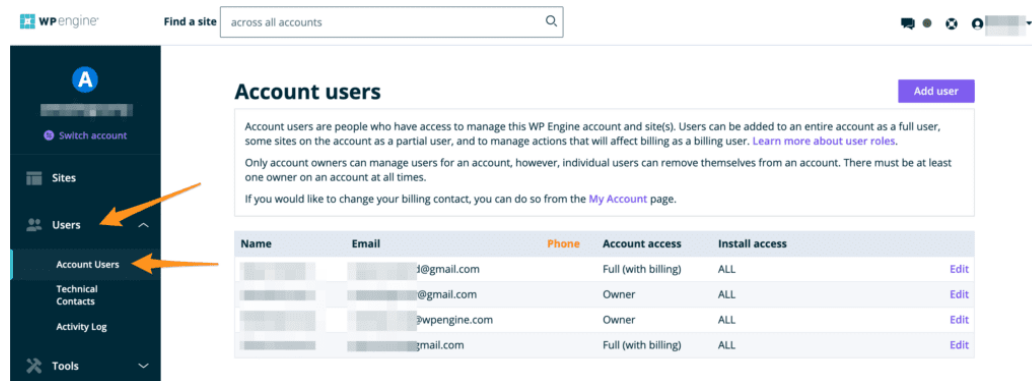 WP engine
Find a site
across all accounts
A
Switch account
Sites
Users
Account Users
Technical
Contacts
Activity Log
Tools
Account users
Add user
Account users are people who have access to manage this WP Engine account and site(s). Users can be added to an entire account as a full user,
some sites on the account as a partial user, and to manage actions that will affect billing as a billing user. Learn more about user roles.
Only account owners can manage users for an account, however, individual users can remove themselves from an account. There must be at least
one owner on an account at all times.
If you would like to change your billing contact, you can do so from the My Account page.
Name Email Phone Account access Install access
@gmail.com Full (with billing) ALL Edit
@gmail.com Owner ALL Edit
@wpengine.com Owner ALL Edit
gmail.com Full (with billing) ALL Edit